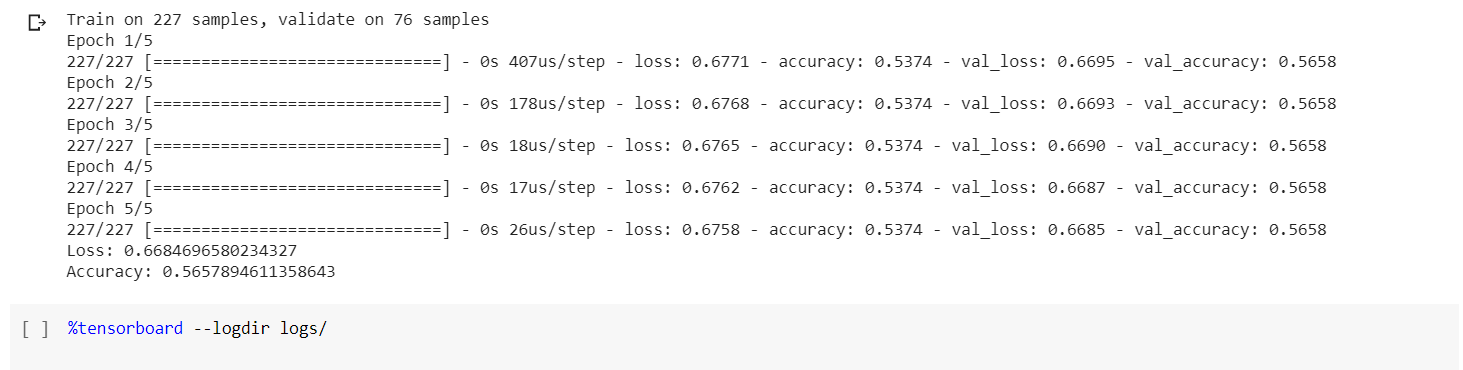 Train on 227 samples, validate on 76 samples
Epoch 1/5
227/227 [==============================] - 0s 407us/step - loss: 0.6771 - accuracy: 0.5374 - val_loss: 0.6695 - val_accuracy: 0.5658
Epoch 2/5
227/227 [==============================] - 0s 178us/step - loss: 0.6768 - accuracy: 0.5374 - val_loss: 0.6693 - val_accuracy: 0.5658
Epoch 3/5
227/227 [==============================] - 0s 18us/step - loss: 0.6765 - accuracy: 0.5374 - val_loss: 0.6690 - val_accuracy: 0.5658
Epoch 4/5
227/227 [==============================] - 0s 17us/step - loss: 0.6762 - accuracy: 0.5374 - val_loss: 0.6687 - val_accuracy: 0.5658
Epoch 5/5
227/227 [==============================] - 0s 26us/step - loss: 0.6758 - accuracy: 0.5374 - val_loss: 0.6685 - val_accuracy: 0.5658
Loss: 0.6684696580234327
Accuracy: 0.5657894611358643
[ ] %tensorboard --logdir logs/